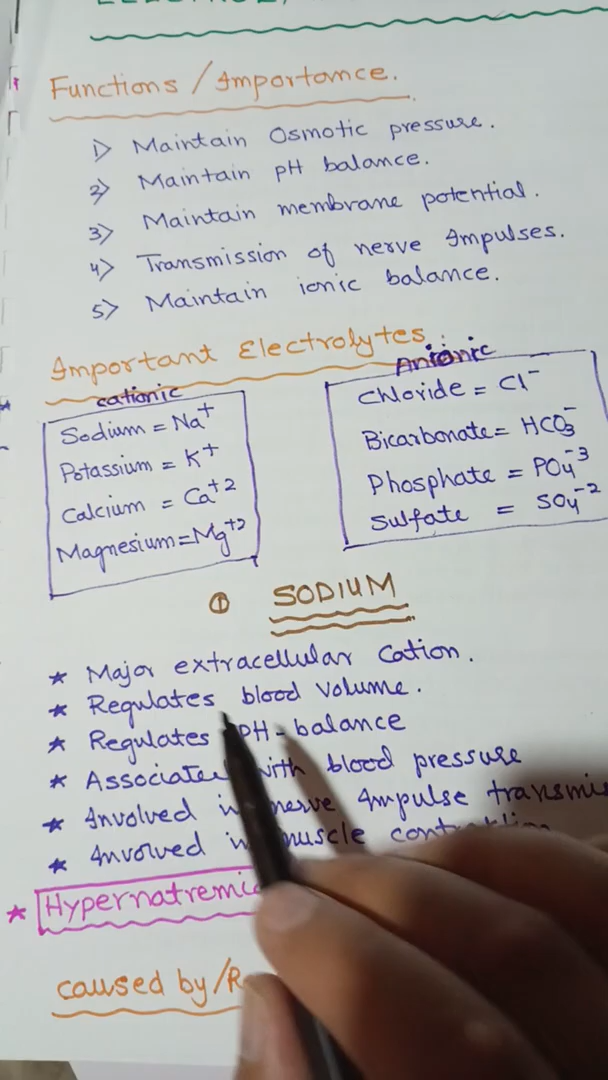 Functions / Importance.
1) Maintain Osmotic pressure.
2) Maintain pH balance.
3) Maintain membrane potential.
4) Transmission of nerve Impulses.
5) Maintain ionic balance.
Important Electrolytes :
cationic
Sodium = Na+
Potassium = K+
Calcium = Ca+2
Magnesium = Mg+2
Anionic
Chloride = Cl-
Bicarbonate = HCO3-
Phosphate = PO4-3
Sulfate = SO4-2
① SODIUM
* Major extracellular Cation.
* Regulates blood Volume.
* Regulates PH-balance
* Associated with blood pressure
* Involved in nerve Impulse
* Involved in muscle
* Hypernatremia
caused by /